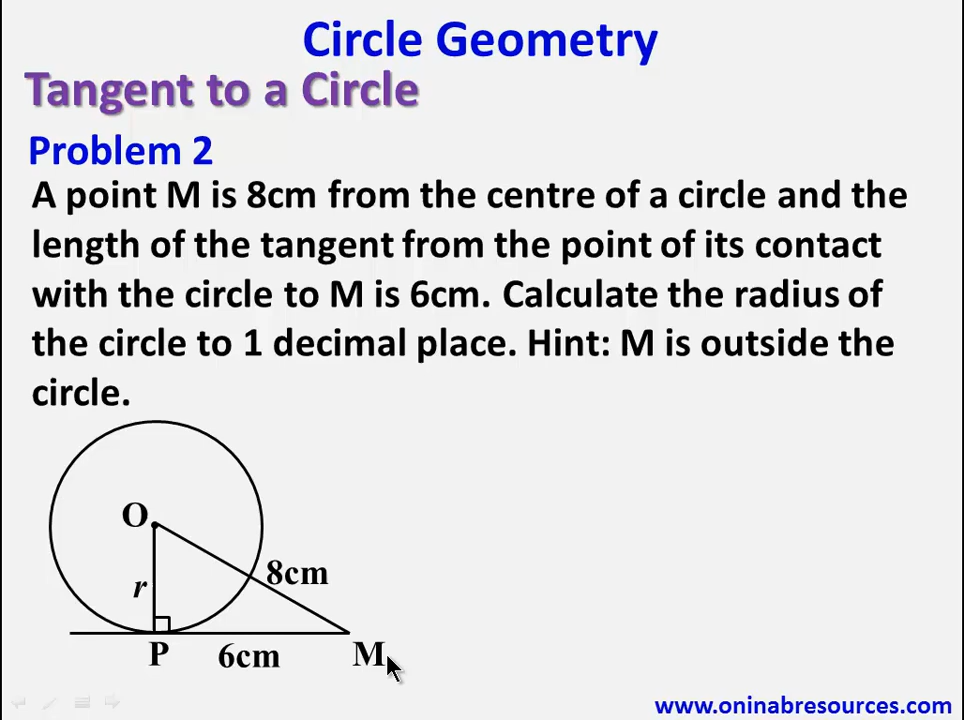 Circle Geometry
Tangent to a Circle
Problem 2
A point M is 8cm from the centre of a circle and the
length of the tangent from the point of its contact
with the circle to M is 6cm. Calculate the radius of
the circle to 1 decimal place. Hint: M is outside the
circle.
O
8cm
r
P
6cm
M
www.oninabresources.com